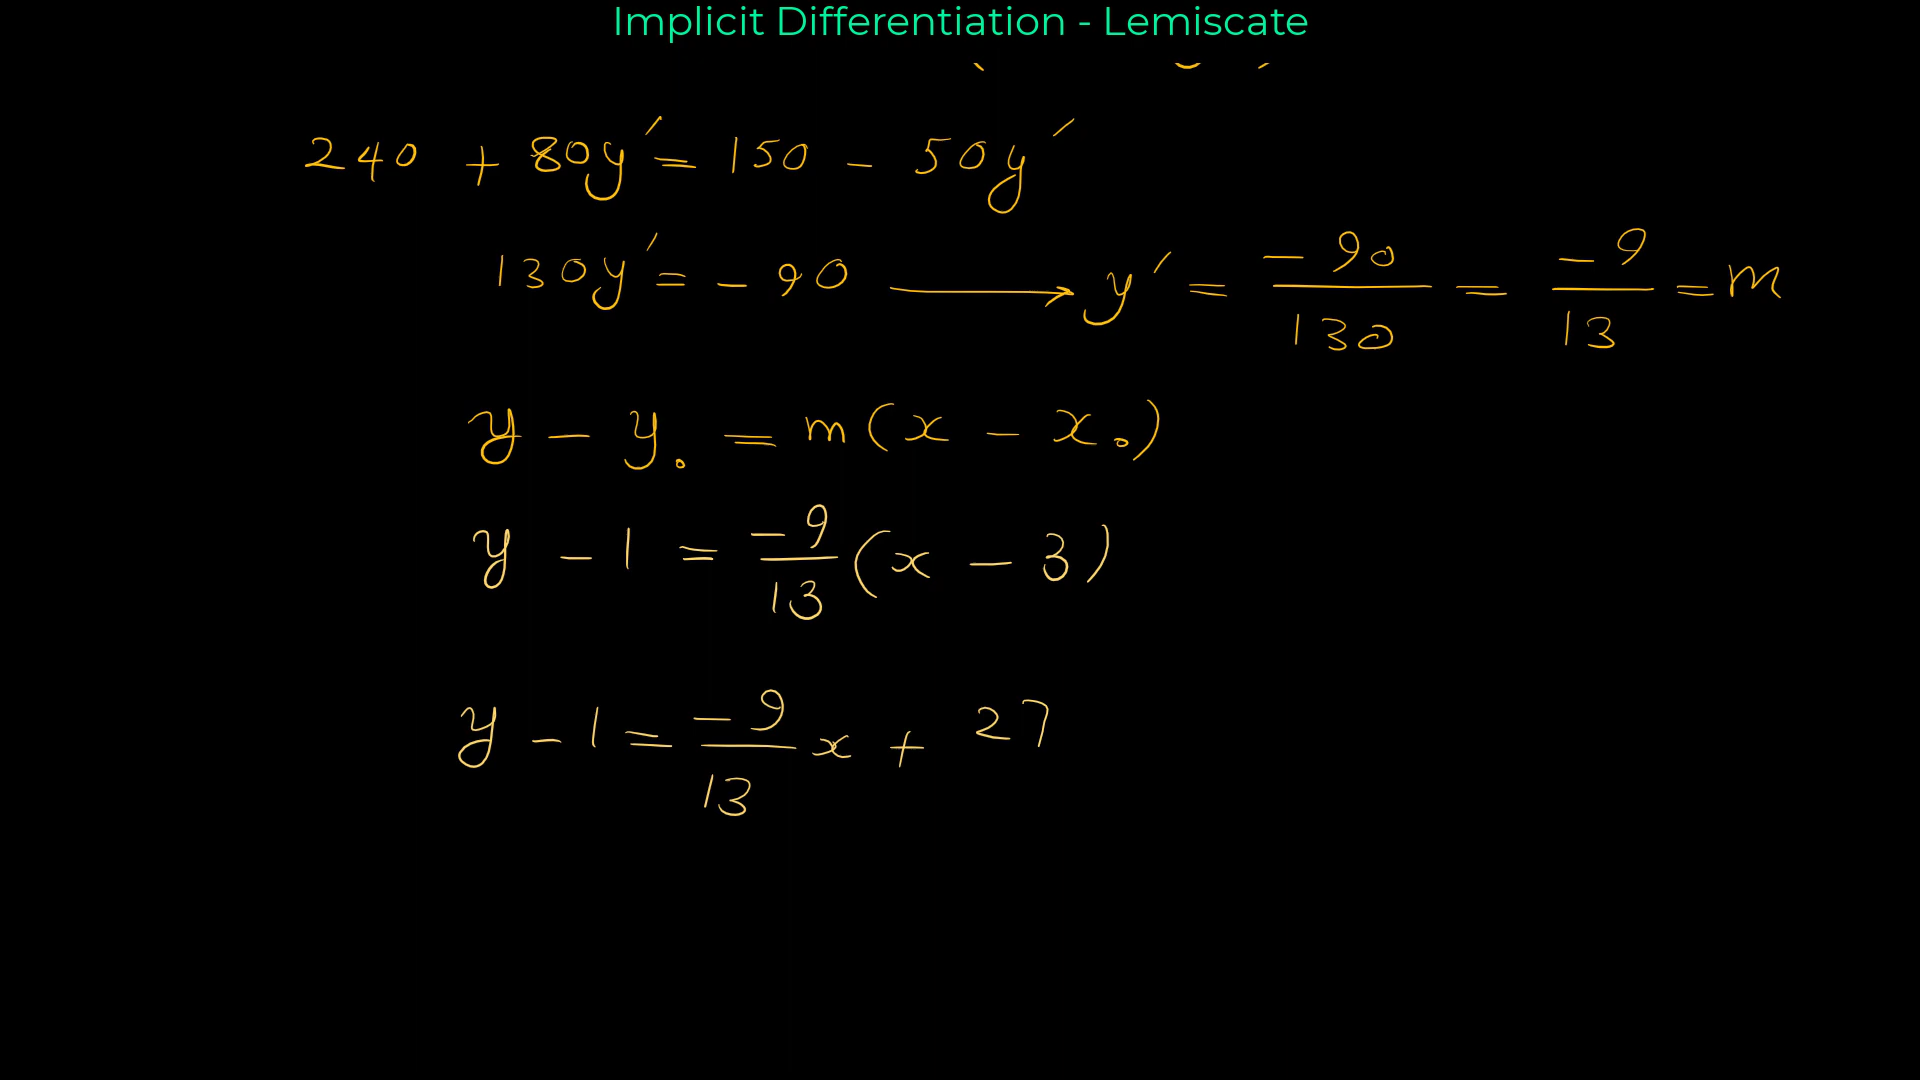 Implicit Differentiation - Lemiscate
240 + 80y′ = 150 - 50y′
130y′ = - 90 ⟶ y′ = -90/130 = -9/13 = m
y - y₀ = m(x - x₀)
y - 1 = -9/13 (x - 3)
y - 1 = -9/13 x + 27